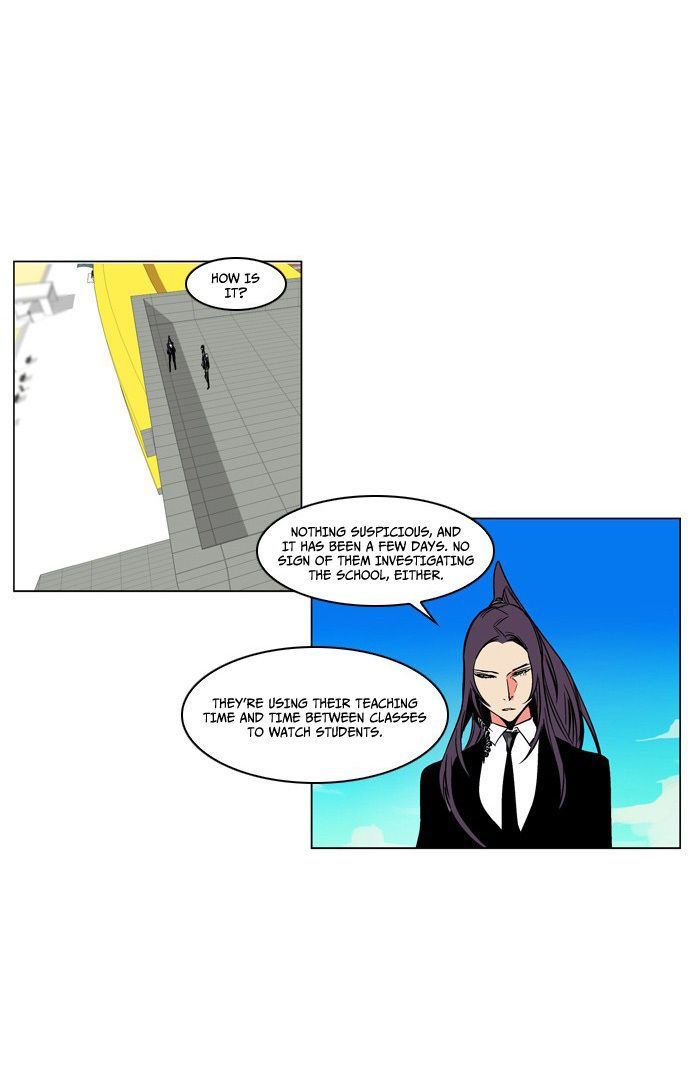 HOW IS
IT?
NOTHING SUSPICIOUS, AND
IT HAS BEEN A FEW DAYS. NO
SIGN OF THEM INVESTIGATING
THE SCHOOL, EITHER.
THEY'RE USING THEIR TEACHING
TIME AND TIME BETWEEN CLASSES
TO WATCH STUDENTS.